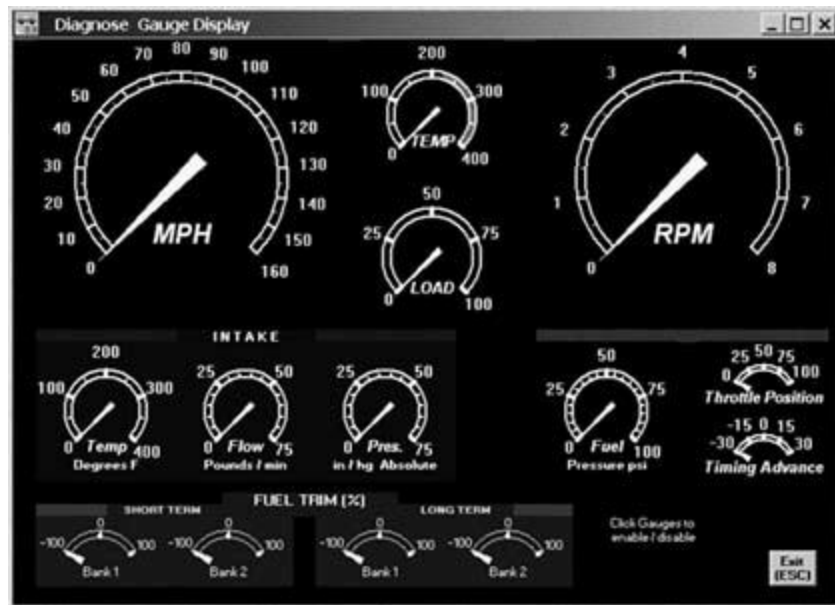 Diagnose Gauge Display
0 10 20 30 40 50 60 70 80 90 100 110 120 130 140 150 160
MPH
0 100 200 300 400
TEMP
0 25 50 75 100
LOAD
0 1 2 3 4 5 6 7 8
RPM
INTAKE
0 100 200 300 400
Temp
Degrees F
0 25 50 75
Flow
Pounds / min
0 25 50 75
Pres.
in / hg Absolute
0 25 50 75 100
Fuel
Pressure psi
0 25 50 75 100
Throttle Position
-30 -15 0 15 30
Timing Advance
FUEL TRIM (%)
SHORT TERM
LONG TERM
-100 0 100
Bank 1
-100 0 100
Bank 2
-100 0 100
Bank 1
-100 0 100
Bank 2
Click Gauges to
enable / disable
Exit
(ESC)